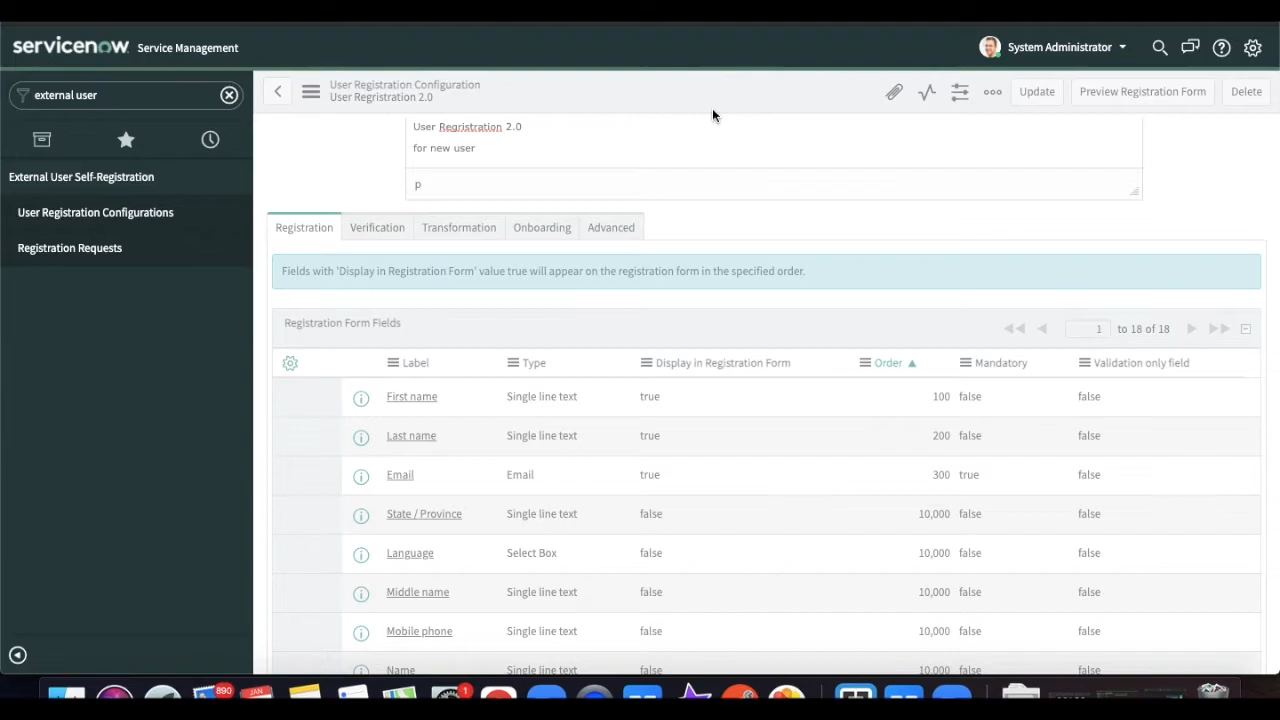 servicenow Service Management
System Administrator
external user
External User Self-Registration
User Registration Configurations
Registration Requests
User Registration Configuration
User Regristration 2.0
Update
Preview Registration Form
Delete
User Regristration 2.0
for new user
p
Registration Verification Transformation Onboarding Advanced
Fields with 'Display in Registration Form' value true will appear on the registration form in the specified order.
Registration Form Fields
1 to 18 of 18
Label Type Display in Registration Form Order Mandatory Validation only field
First name Single line text true 100 false false
Last name Single line text true 200 false false
Email Email true 300 true false
State / Province Single line text false 10,000 false false
Language Select Box false 10,000 false false
Middle name Single line text false 10,000 false false
Mobile phone Single line text false 10,000 false false
Name Single line text false 10,000 false false
890
JAN
1